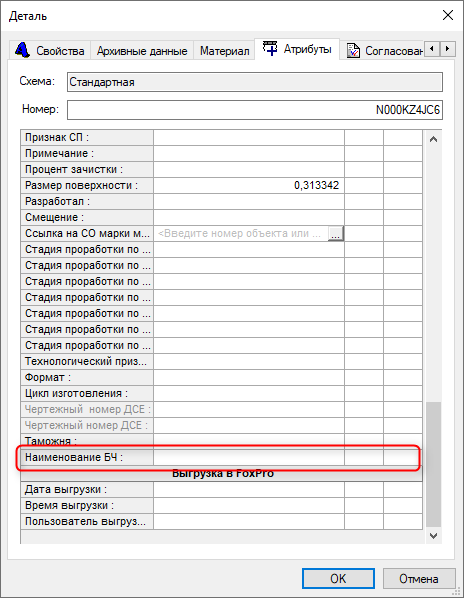 Деталь
Свойства Архивные данные Материал Атрибуты Согласован
Схема: Стандартная
Номер: N000KZ4JC6
Признак СП :
Примечание :
Процент зачистки :
Размер поверхности : 0,313342
Разработал :
Смещение :
Ссылка на СО марки м... <Введите номер объекта или ... ...
Стадия проработки по ...
Стадия проработки по ...
Стадия проработки по ...
Стадия проработки по ...
Стадия проработки по ...
Стадия проработки по ...
Стадия проработки по ...
Технологический приз...
Формат :
Цикл изготовления :
Чертежный номер ДСЕ :
Чертежный номер ДСЕ :
Таможня :
Наименование БЧ :
Выгрузка в FoxPro
Дата выгрузки :
Время выгрузки :
Пользователь выгруз...
OK Отмена